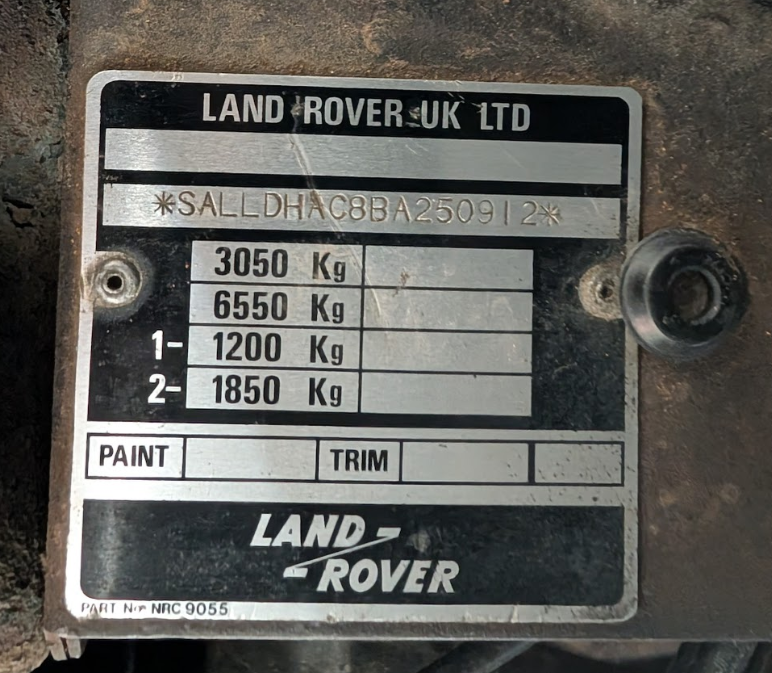 LAND ROVER UK LTD
*SALLDHAC8BA250912*
3050 Kg
6550 Kg
1- 1200 Kg
2- 1850 Kg
PAINT TRIM
LAND-
-ROVER
PART Nos NRC 9055